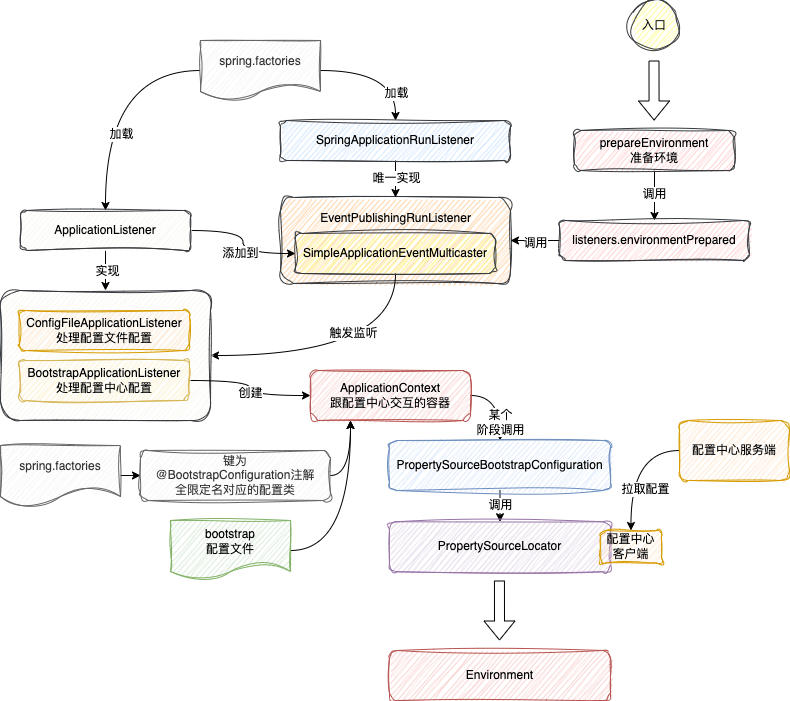 入口
spring.factories
加载
加载
SpringApplicationRunListener
prepareEnvironment
准备环境
唯一实现
调用
EventPublishingRunListener
ApplicationListener
添加到
SimpleApplicationEventMulticaster
调用
listeners.environmentPrepared
实现
触发监听
ConfigFileApplicationListener
处理配置文件配置
BootstrapApplicationListener
处理配置中心配置
创建
ApplicationContext
跟配置中心交互的容器
某个
阶段调用
spring.factories
键为
@BootstrapConfiguration注解
全限定名对应的配置类
PropertySourceBootstrapConfiguration
配置中心服务端
拉取配置
调用
bootstrap
配置文件
PropertySourceLocator
配置中心
客户端
Environment